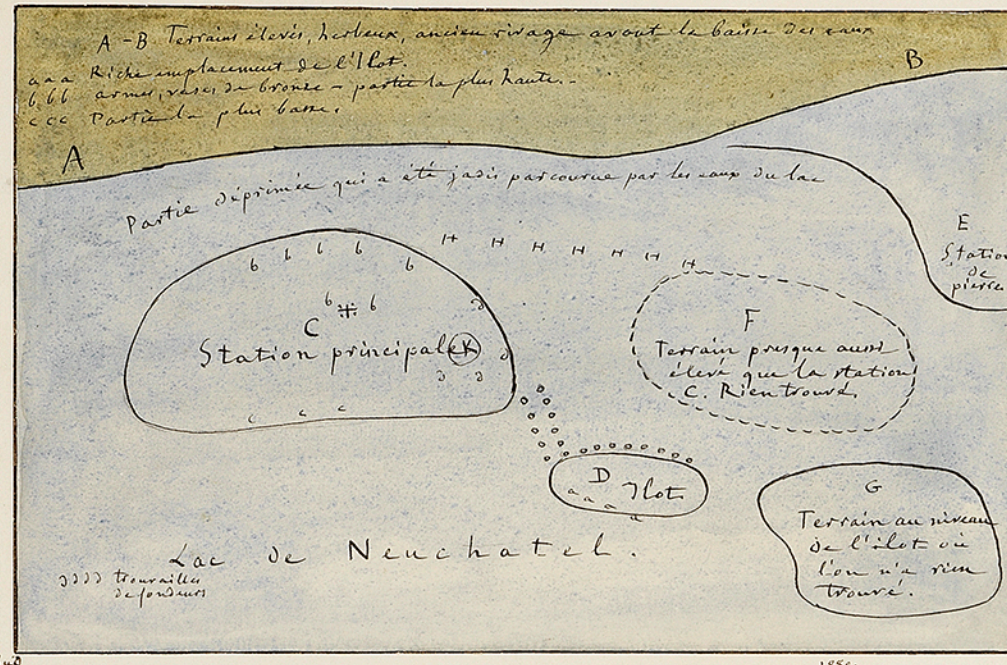 A - B Terrains élevés, herbeux, ancien rivage avant la baisse des eaux
a a a Riche emplacement de l'Ilot.
b b b armes, vases de bronze - partie la plus haute. -
c c c Partie la plus basse.
B
A
Partie déprimée qui a été jadis parcourue par les eaux du lac
E
Station
de
pierre
H H H H H H H
b b b b b
b b
C
Station principale K
c c c
F
Terrain presque aussi
élevé que la station
C. Rien trouvé.
D Ilot
a a a a
G
Terrain au niveau
de l'îlot où
l'on n'a rien
trouvé.
Lac de Neuchatel.
trouvailles
de fondeurs